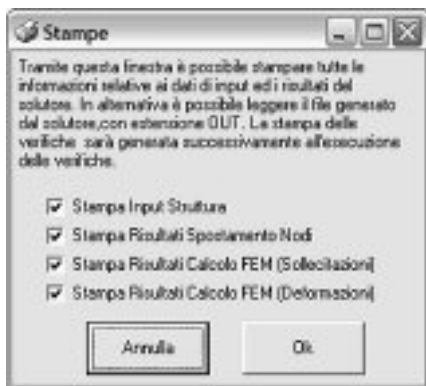 Stampe
Tramite questa finestra è possibile stampare tutte le
informazioni relative ai dati di input ed i risultati del
solutore. In alternativa è possibile leggere il file generato
dal solutore,con estensione OUT. La stampa delle
verifiche sarà generata successivamente all'esecuzione
delle verifiche.
Stampa Input Struttura
Stampa Risultati Spostamento Nodi
Stampa Risultati Calcolo FEM (Sollecitazioni)
Stampa Risultati Calcolo FEM (Deformazioni)
Annulla
Ok